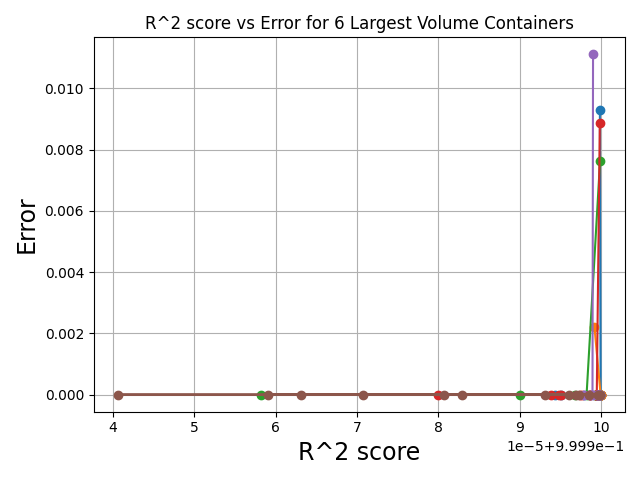 R^2 score vs Error for 6 Largest Volume Containers
Error
0.010
0.008
0.006
0.004
0.002
0.000
4 5 6 7 8 9 10
1e−5+9.999e−1
R^2 score